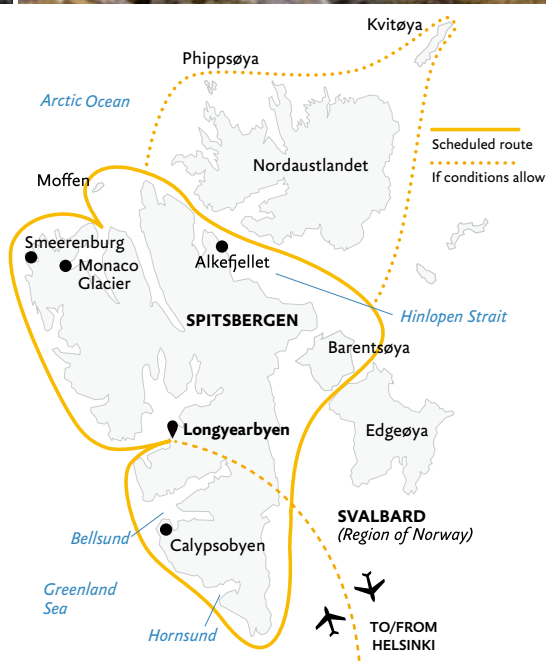 Kvitøya
Phippsøya
Arctic Ocean
Scheduled route
If conditions allow
Nordaustlandet
Moffen
Smeerenburg
Monaco
Glacier
Alkefjellet
Hinlopen Strait
SPITSBERGEN
Barentsøya
Longyearbyen
Edgeøya
SVALBARD
(Region of Norway)
Bellsund
Calypsobyen
Greenland
Sea
Hornsund
TO/FROM
HELSINKI